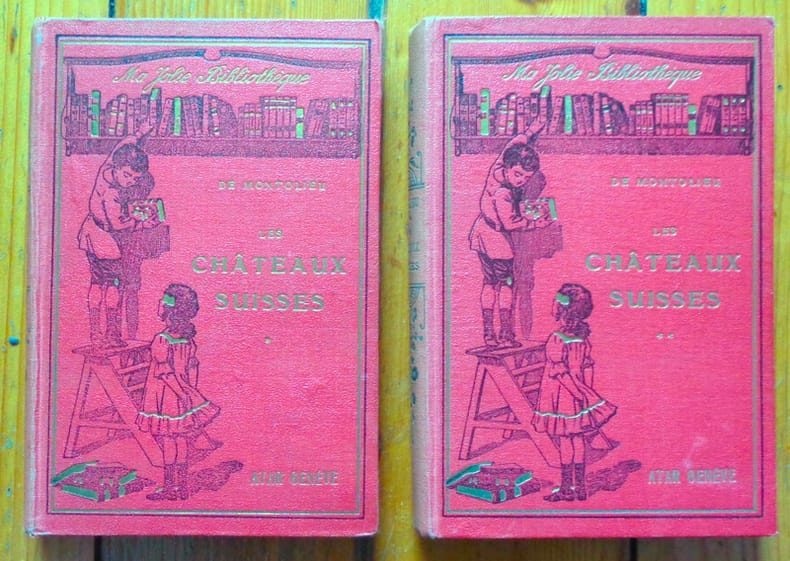 Ma Jolie Bibliothèque
DE MONTOLIEU
LES
CHÂTEAUX
SUISSES
*
ATAR GENÈVE
Ma Jolie Bibliothèque
DE MONTOLIEU
LES
CHÂTEAUX
SUISSES
**
ATAR GENÈVE